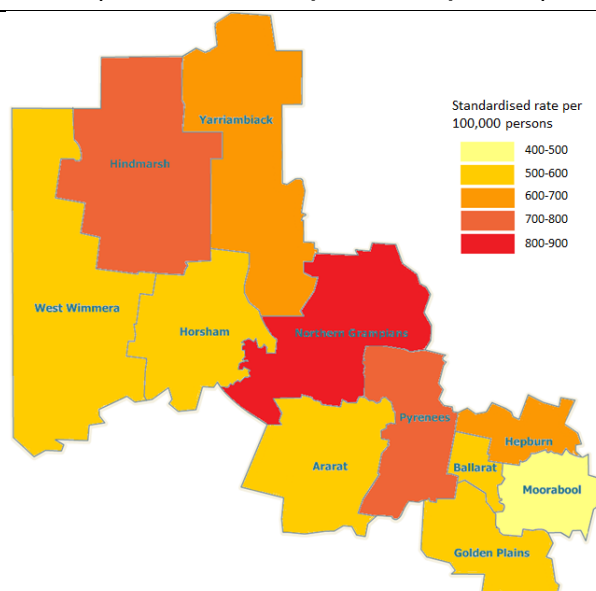 Yarriambiack
Standardised rate per
100,000 persons
400-500
500-600
600-700
700-800
800-900
Hindmarsh
West Wimmera
Horsham
Northern Grampians
Pyrenees
Hepburn
Ararat
Ballarat
Moorabool
Golden Plains